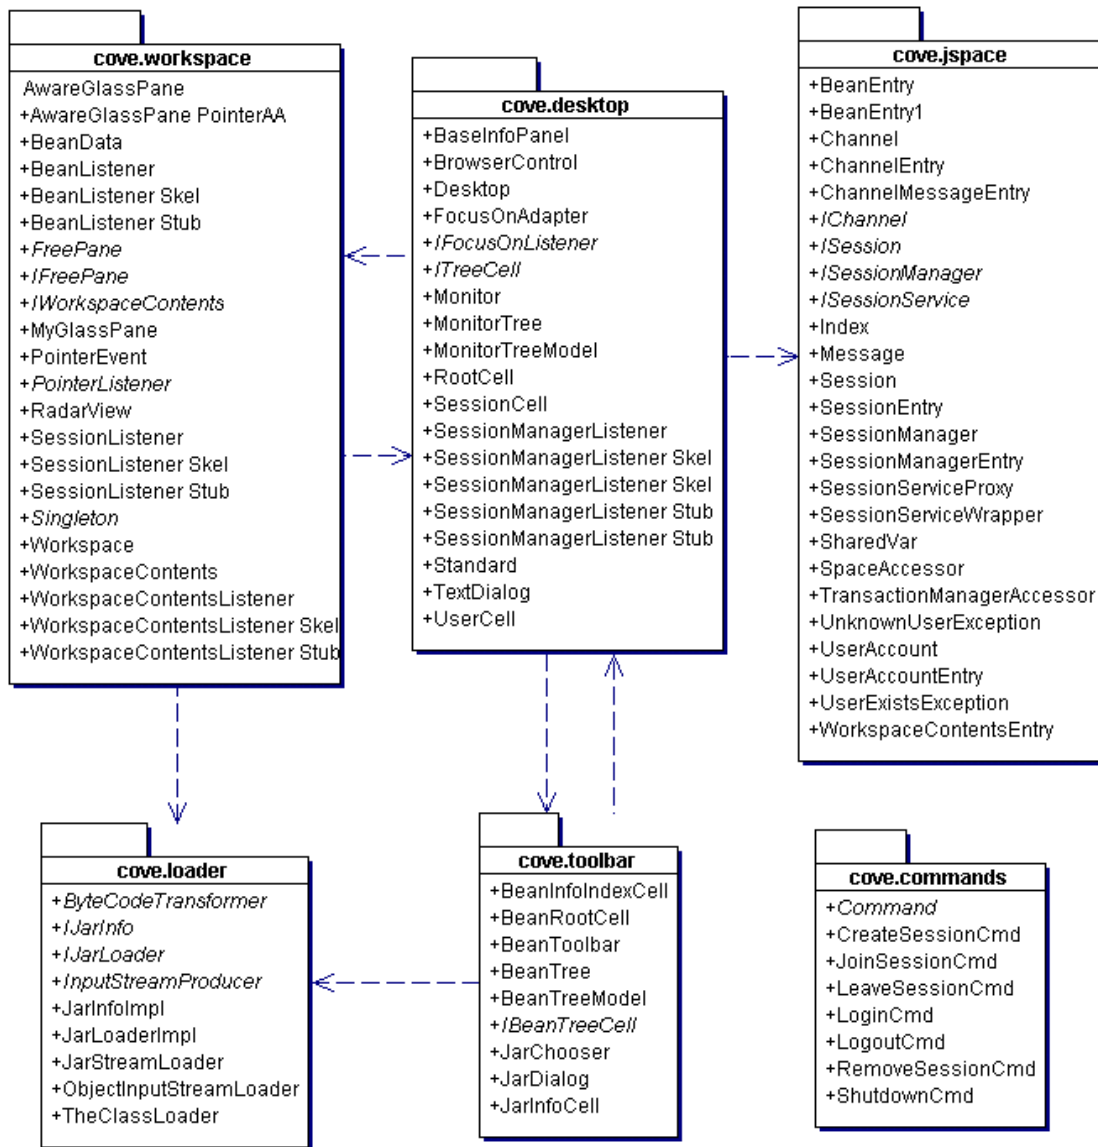 cove.workspace
AwareGlassPane
+AwareGlassPane PointerAA
+BeanData
+BeanListener
+BeanListener Skel
+BeanListener Stub
+FreePane
+IFreePane
+IWorkspaceContents
+MyGlassPane
+PointerEvent
+PointerListener
+RadarView
+SessionListener
+SessionListener Skel
+SessionListener Stub
+Singleton
+Workspace
+WorkspaceContents
+WorkspaceContentsListener
+WorkspaceContentsListener Skel
+WorkspaceContentsListener Stub
cove.desktop
+BaseInfoPanel
+BrowserControl
+Desktop
+FocusOnAdapter
+IFocusOnListener
+ITreeCell
+Monitor
+MonitorTree
+MonitorTreeModel
+RootCell
+SessionCell
+SessionManagerListener
+SessionManagerListener Skel
+SessionManagerListener Skel
+SessionManagerListener Stub
+SessionManagerListener Stub
+Standard
+TextDialog
+UserCell
cove.jspace
+BeanEntry
+BeanEntry1
+Channel
+ChannelEntry
+ChannelMessageEntry
+IChannel
+ISession
+ISessionManager
+ISessionService
+Index
+Message
+Session
+SessionEntry
+SessionManager
+SessionManagerEntry
+SessionServiceProxy
+SessionServiceWrapper
+SharedVar
+SpaceAccessor
+TransactionManagerAccessor
+UnknownUserException
+UserAccount
+UserAccountEntry
+UserExistsException
+WorkspaceContentsEntry
cove.loader
+ByteCodeTransformer
+IJarInfo
+IJarLoader
+InputStreamProducer
+JarInfoImpl
+JarLoaderImpl
+JarStreamLoader
+ObjectInputStreamLoader
+TheClassLoader
cove.toolbar
+BeanInfoIndexCell
+BeanRootCell
+BeanToolbar
+BeanTree
+BeanTreeModel
+IBeanTreeCell
+JarChooser
+JarDialog
+JarInfoCell
cove.commands
+Command
+CreateSessionCmd
+JoinSessionCmd
+LeaveSessionCmd
+LoginCmd
+LogoutCmd
+RemoveSessionCmd
+ShutdownCmd